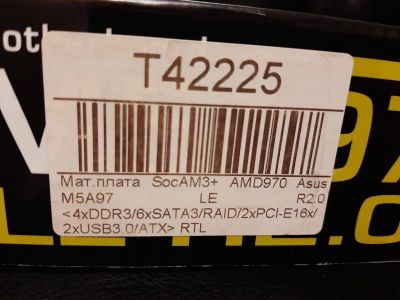 T42225
Мат.плата SocAM3+ AMD970 Asus
M5A97 LE R2.0
<4xDDR3/6xSATA3/RAID/2xPCI-E16x/
2xUSB3.0/ATX> RTL